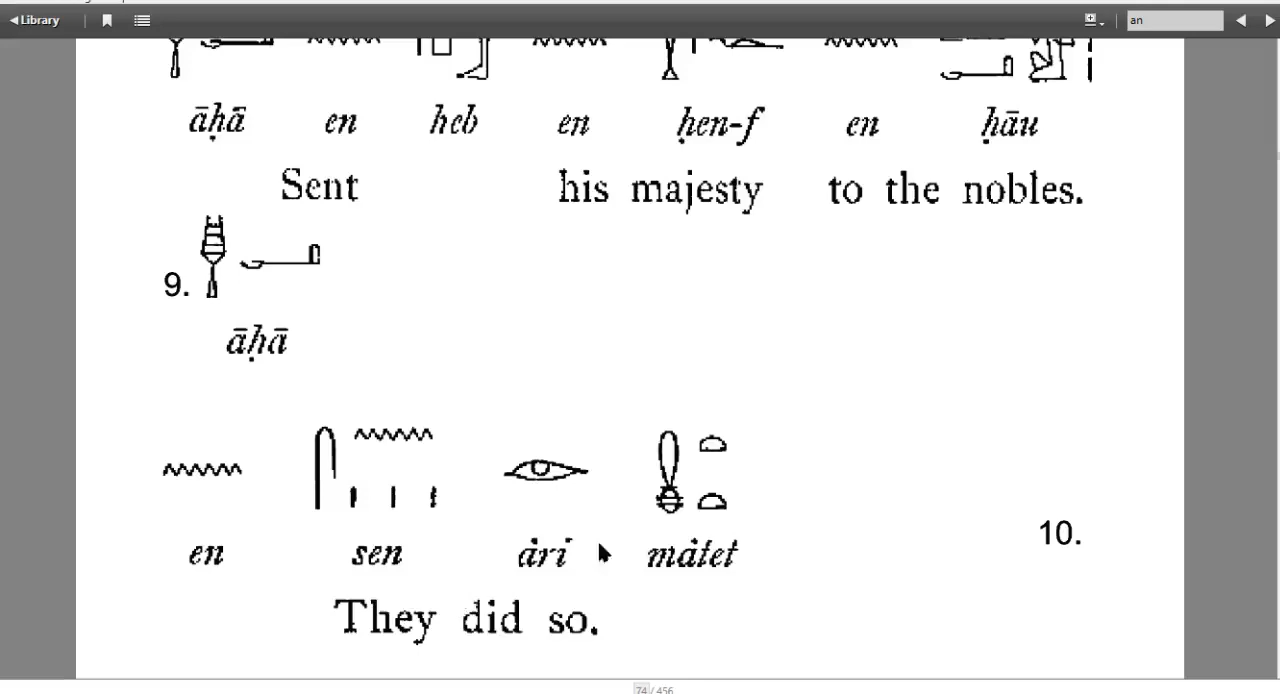 Library
an
āḥā en heb en ḥen-f en ḥāu
Sent his majesty to the nobles.
9.
āḥā
en sen ȧri mȧtet
10.
They did so.
74 / 456